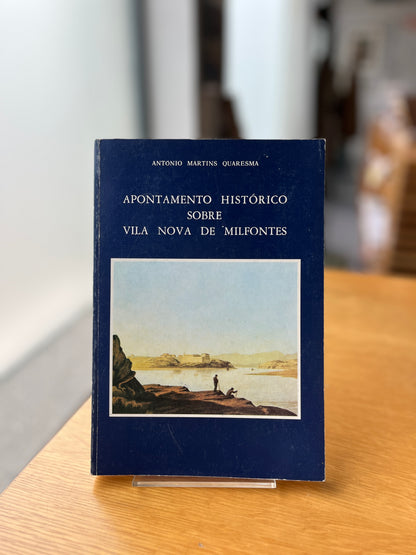 ANTONIO MARTINS QUARESMA
APONTAMENTO HISTÓRICO
SOBRE
VILA NOVA DE MILFONTES